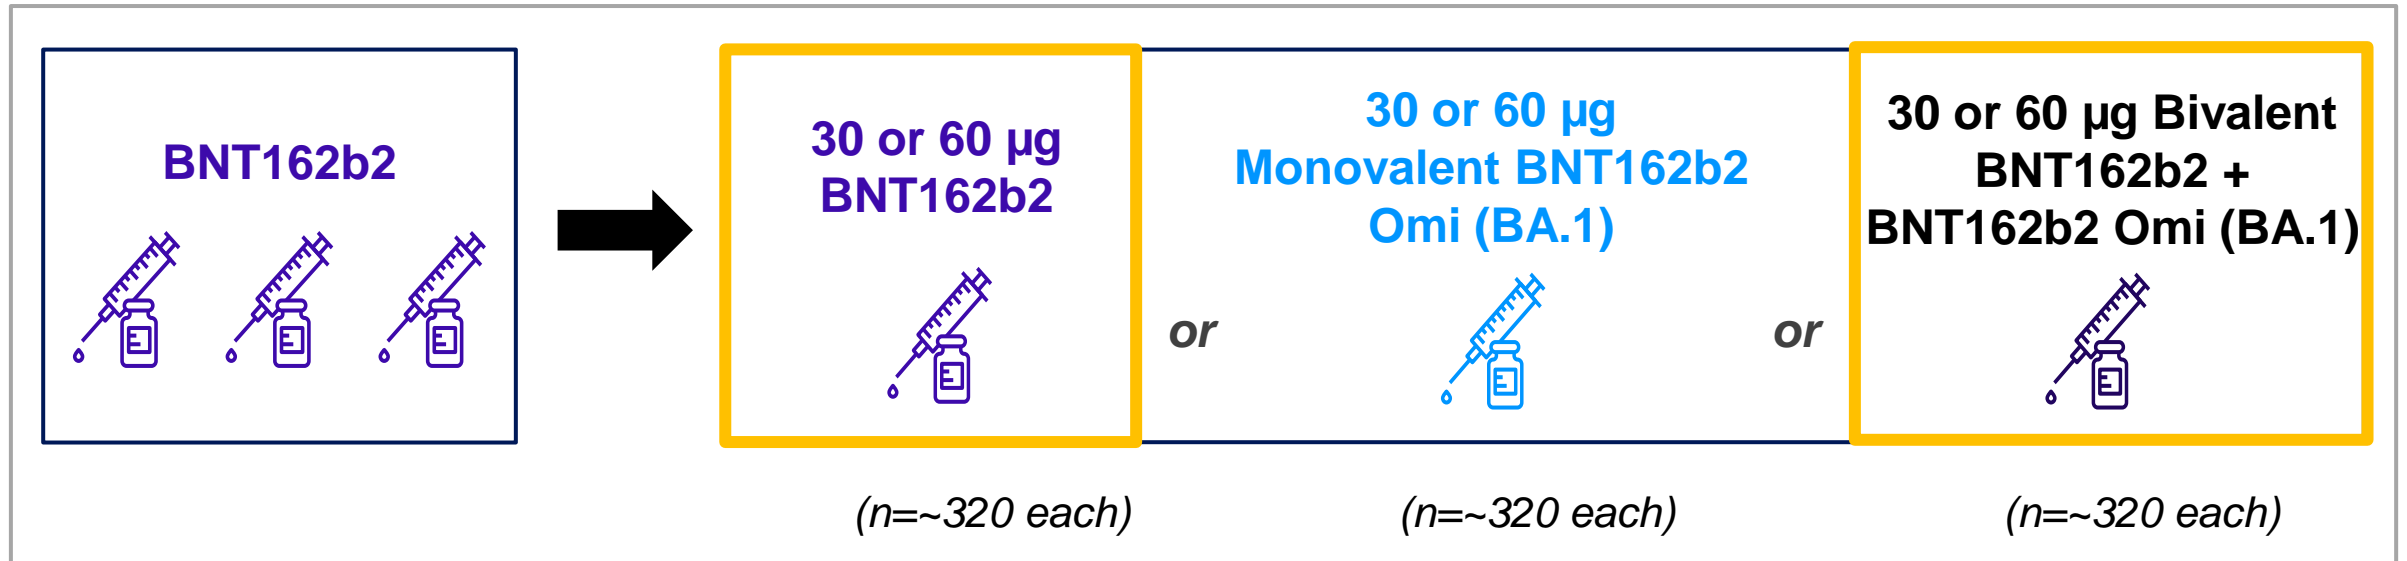 BNT162b2
30 or 60 µg
BNT162b2
or
30 or 60 µg
Monovalent BNT162b2
Omi (BA.1)
or
30 or 60 µg Bivalent
BNT162b2 +
BNT162b2 Omi (BA.1)
(n=~320 each)
(n=~320 each)
(n=~320 each)